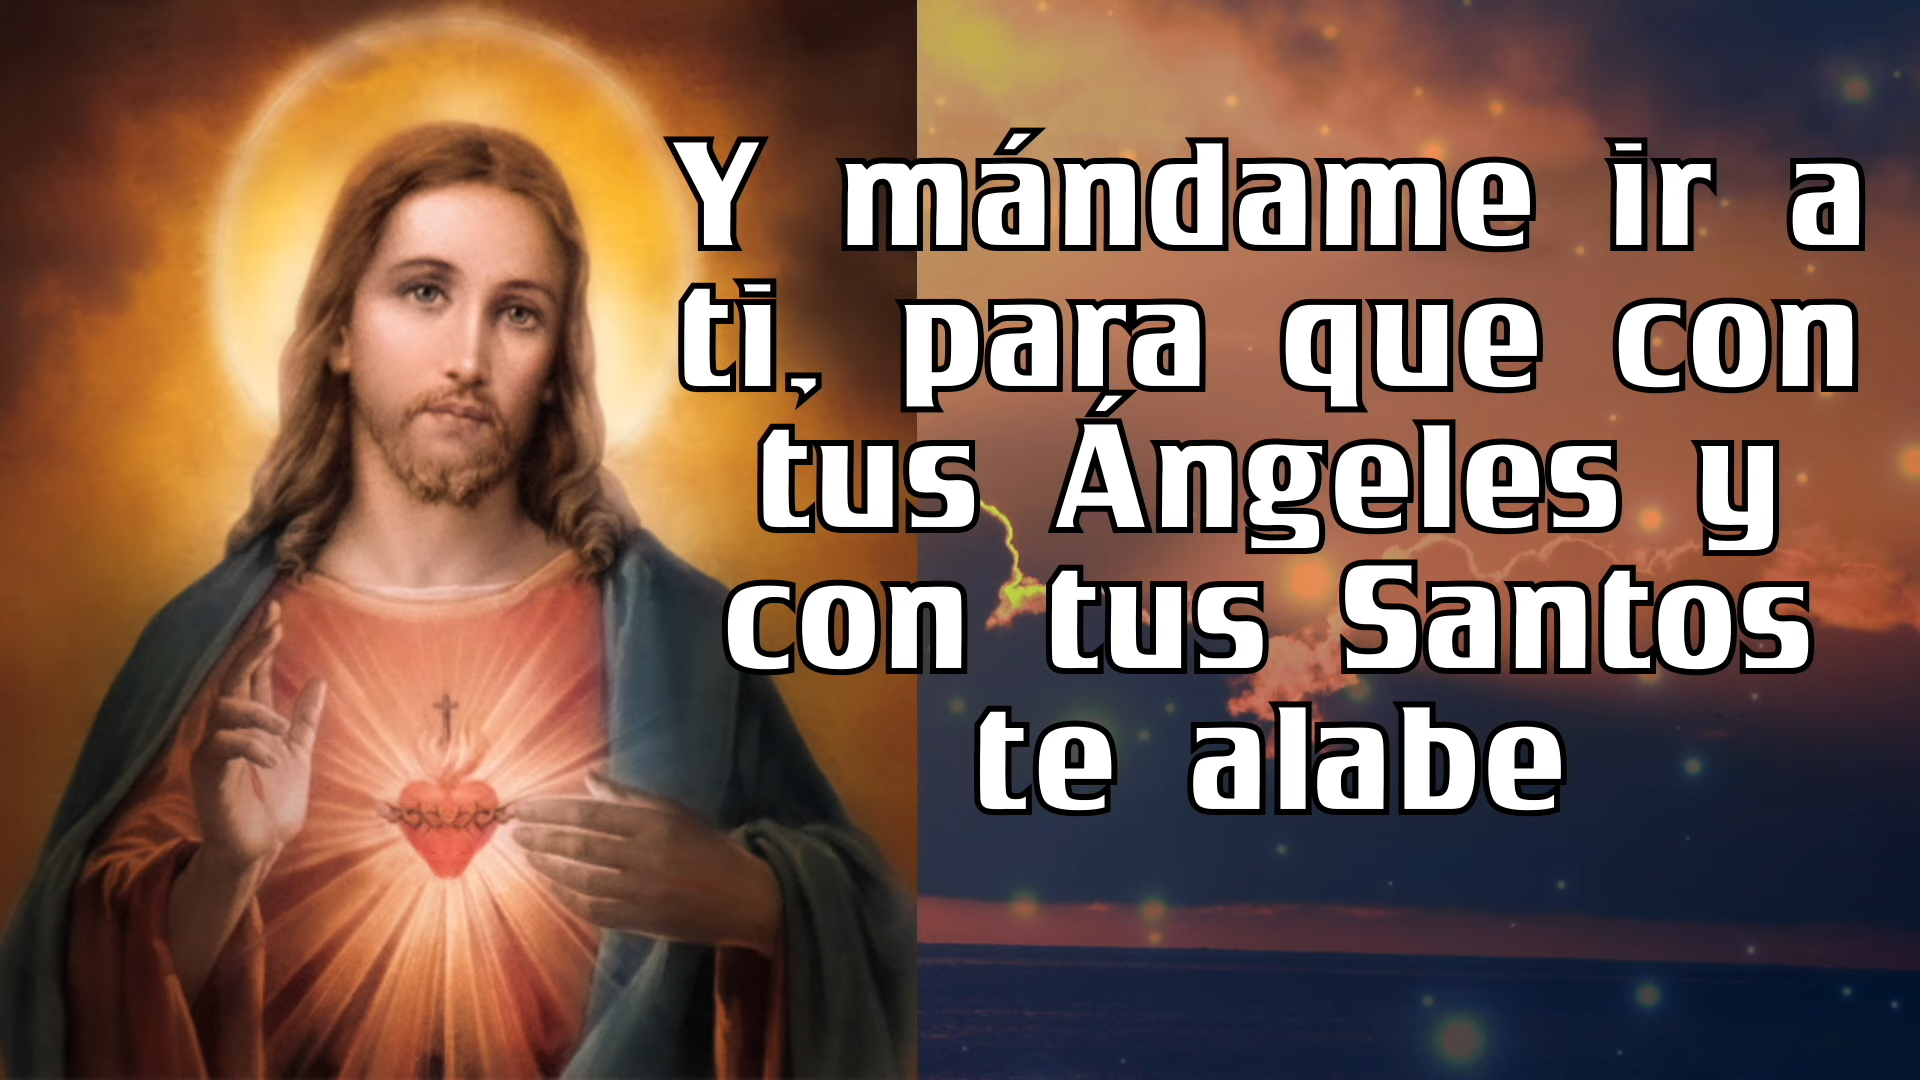 Y mándame ir a
ti, para que con
tus Ángeles y
con tus Santos
te alabe